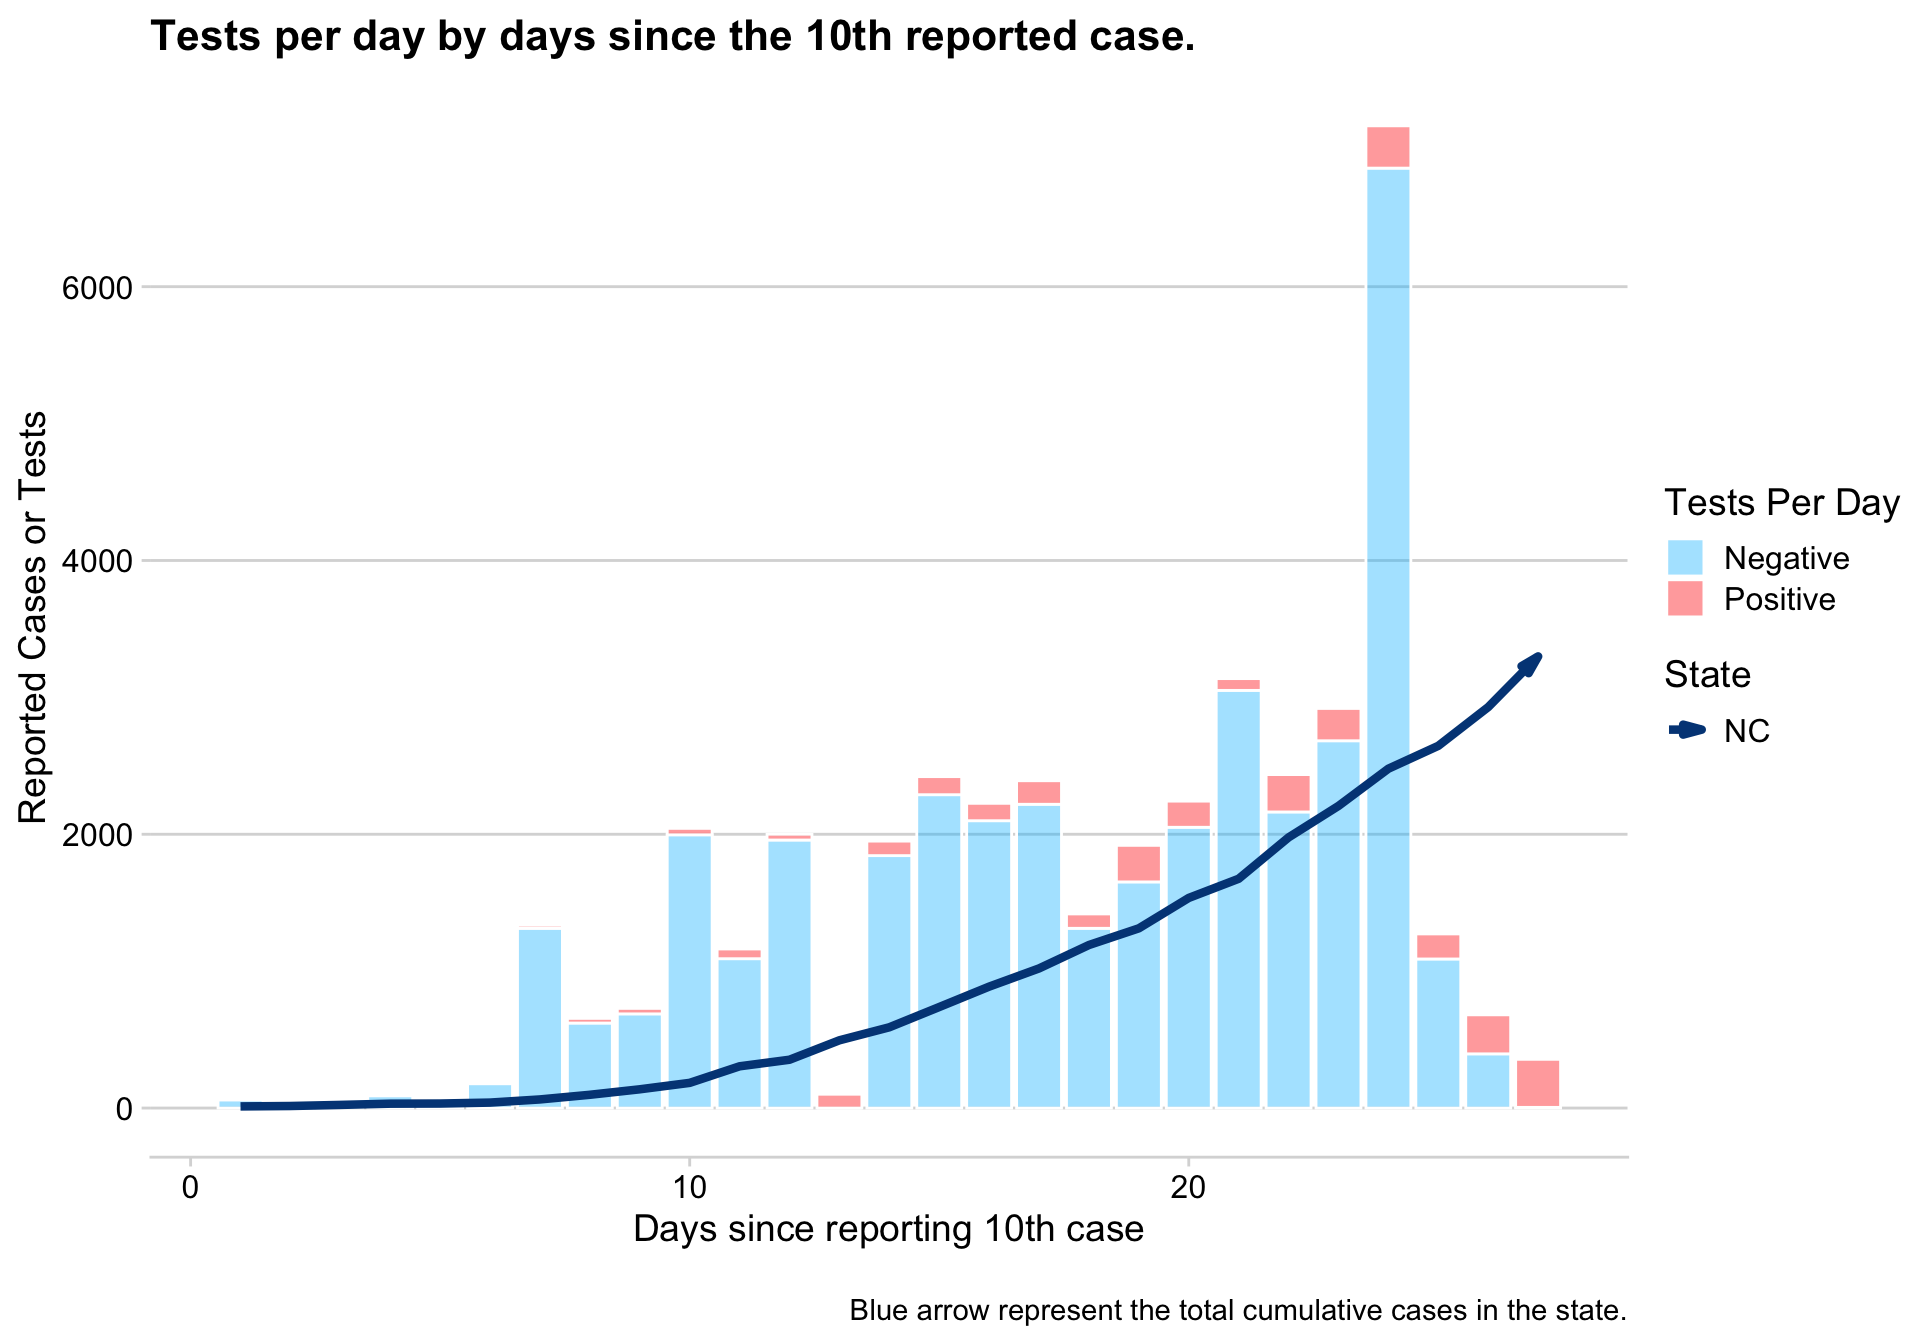 Tests per day by days since the 10th reported case.
Reported Cases or Tests
6000
4000
2000
0
0
10
20
Days since reporting 10th case
Tests Per Day
Negative
Positive
State
NC
Blue arrow represent the total cumulative cases in the state.